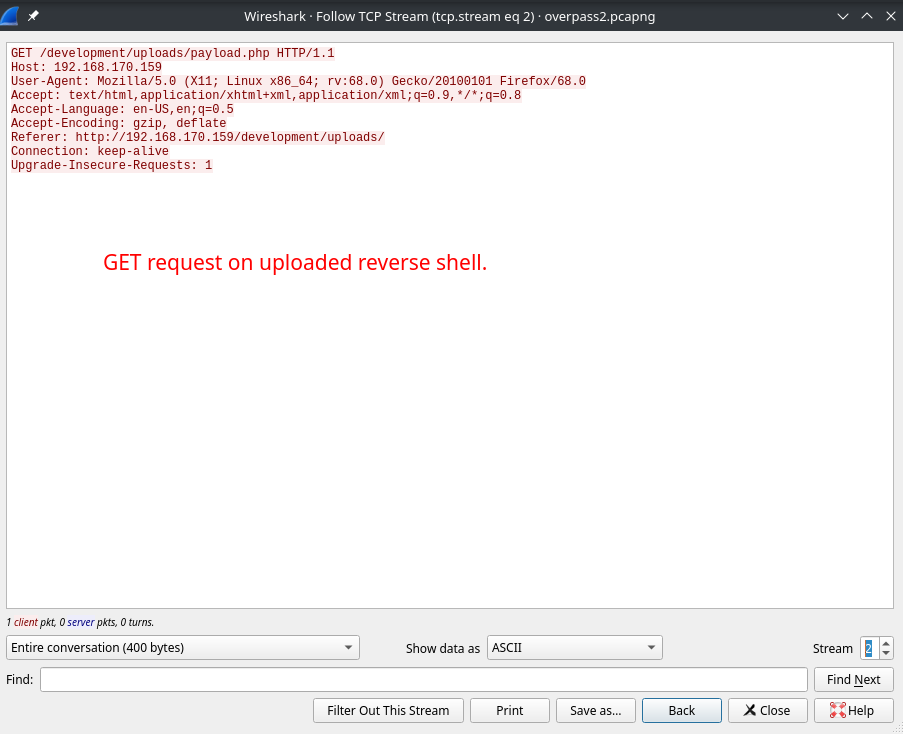 Wireshark · Follow TCP Stream (tcp.stream eq 2) · overpass2.pcapng
GET /development/uploads/payload.php HTTP/1.1
Host: 192.168.170.159
User-Agent: Mozilla/5.0 (X11; Linux x86_64; rv:68.0) Gecko/20100101 Firefox/68.0
Accept: text/html,application/xhtml+xml,application/xml;q=0.9,*/*;q=0.8
Accept-Language: en-US,en;q=0.5
Accept-Encoding: gzip, deflate
Referer: http://192.168.170.159/development/uploads/
Connection: keep-alive
Upgrade-Insecure-Requests: 1
GET request on uploaded reverse shell.
1 client pkt, 0 server pkts, 0 turns.
Entire conversation (400 bytes) Show data as ASCII Stream 2
Find: Find Next
Filter Out This Stream Print Save as... Back Close Help